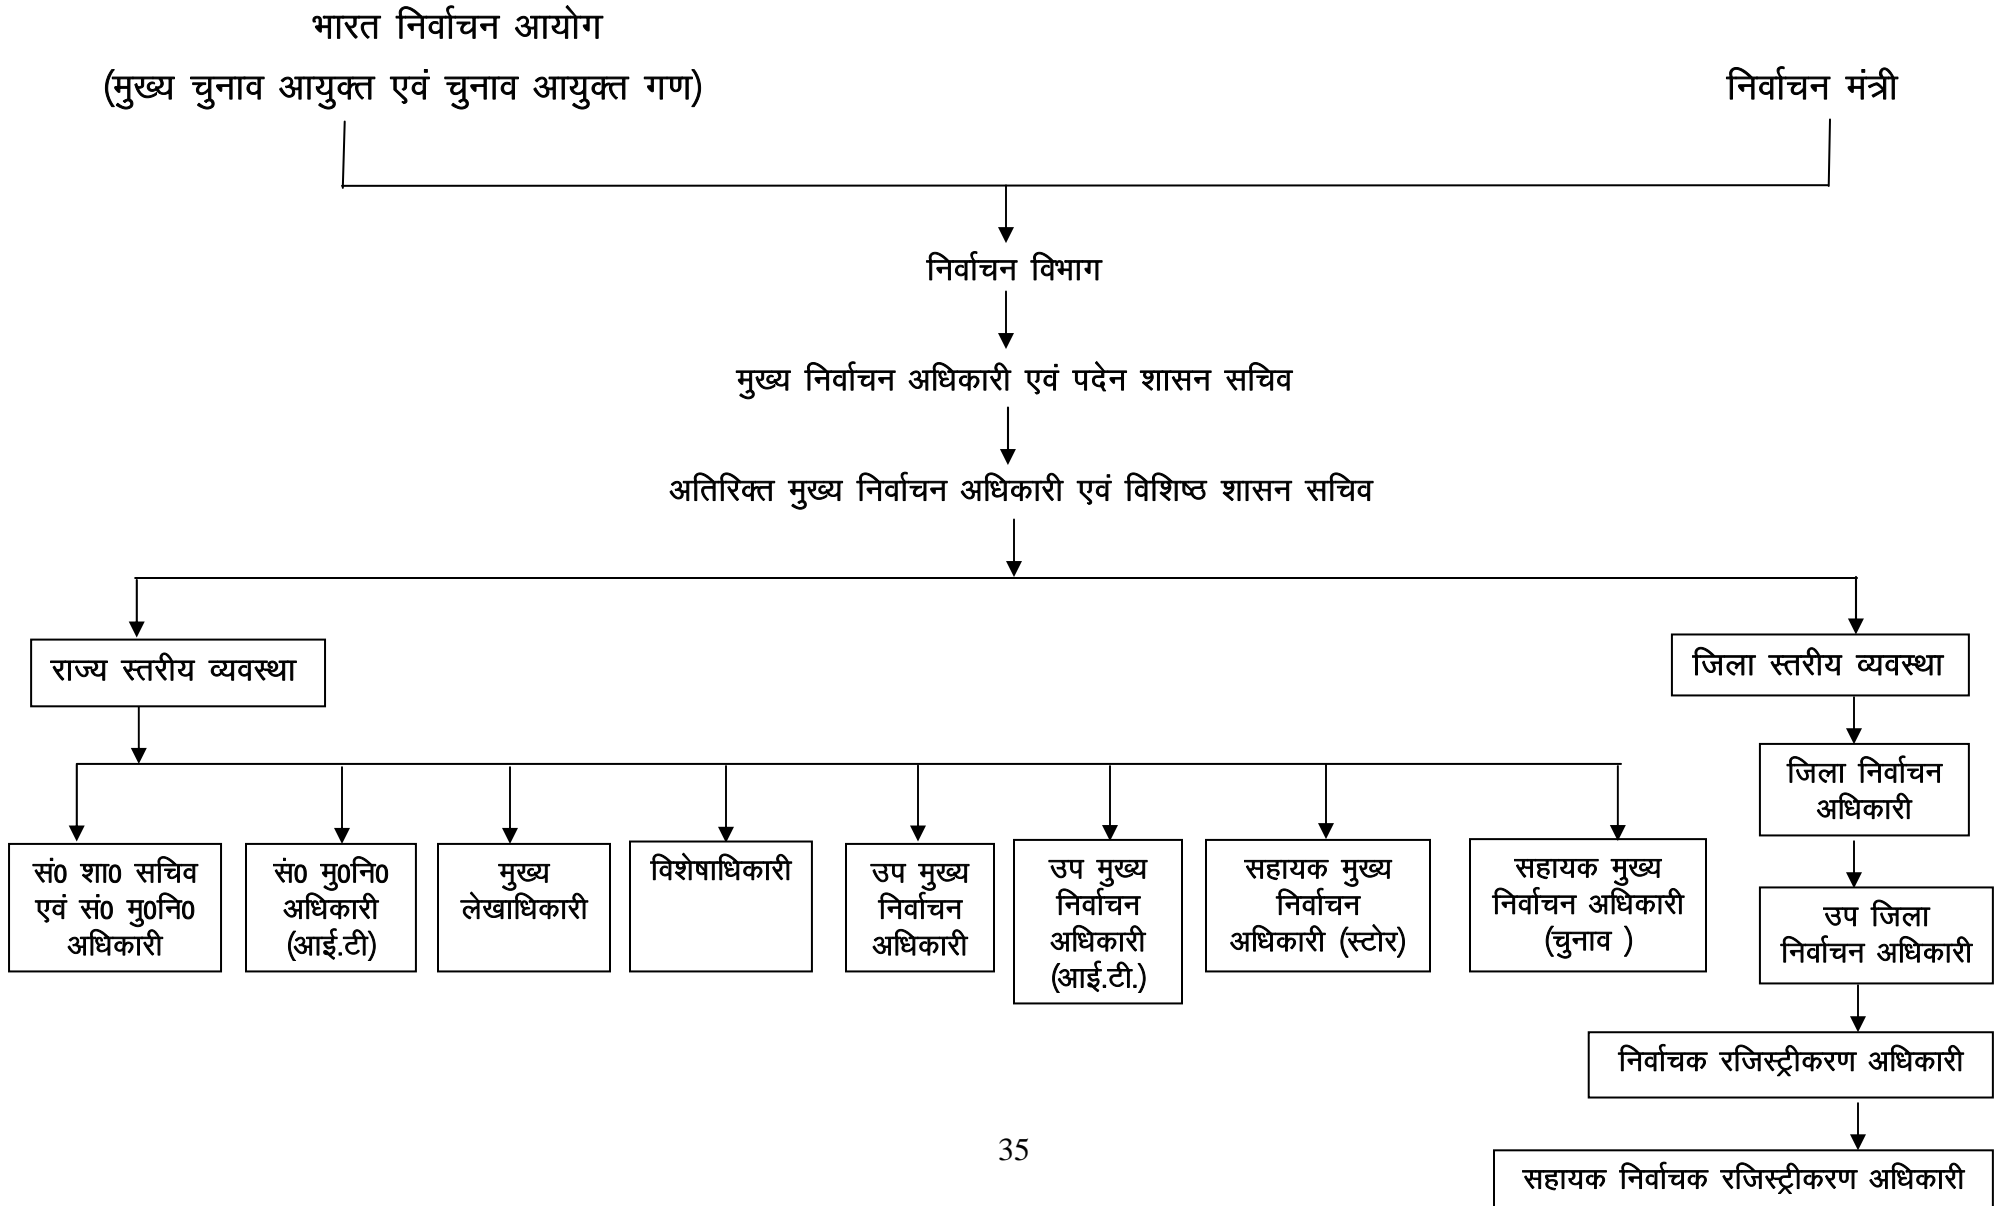 भारत निर्वाचन आयोग
(मुख्य चुनाव आयुक्त एवं चुनाव आयुक्त गण)
निर्वाचन मंत्री
निर्वाचन विभाग
मुख्य निर्वाचन अधिकारी एवं पदेन शासन सचिव
अतिरिक्त मुख्य निर्वाचन अधिकारी एवं विशिष्ठ शासन सचिव
राज्य स्तरीय व्यवस्था
जिला स्तरीय व्यवस्था
सं0 शा0 सचिव
एवं सं0 मु0नि0
अधिकारी
सं0 मु0नि0
अधिकारी
(आई.टी)
मुख्य
लेखाधिकारी
विशेषाधिकारी
उप मुख्य
निर्वाचन
अधिकारी
उप मुख्य
निर्वाचन
अधिकारी
(आई.टी.)
सहायक मुख्य
निर्वाचन
अधिकारी (स्टोर)
सहायक मुख्य
निर्वाचन अधिकारी
(चुनाव )
जिला निर्वाचन
अधिकारी
उप जिला
निर्वाचन अधिकारी
निर्वाचक रजिस्ट्रीकरण अधिकारी
सहायक निर्वाचक रजिस्ट्रीकरण अधिकारी
35